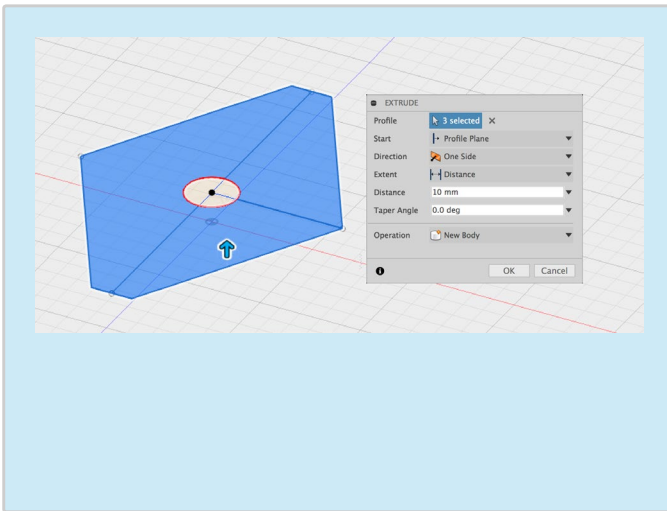 EXTRUDE
Profile 3 selected
Start Profile Plane
Direction One Side
Extent Distance
Distance 10 mm
Taper Angle 0.0 deg
Operation New Body
OK Cancel